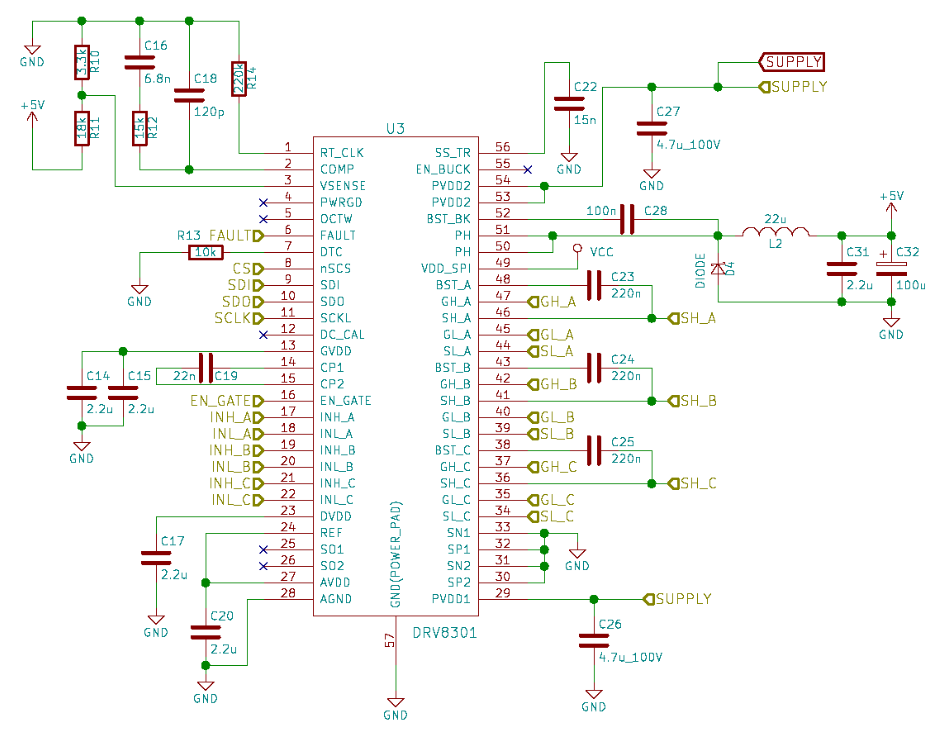 GND
3.3k
R10
C16
6.8n
C18
120p
220k
R14
+5V
18k
R11
15k
R12
C22
15n
GND
SUPPLY
SUPPLY
C27
4.7u_100V
GND
U3
1 RT_CLK
2 COMP
3 VSENSE
4 PWRGD
5 OCTW
FAULT 6 FAULT
R13
10k
7 DTC
GND
CS 8 nSCS
SDI 9 SDI
SDO 10 SDO
SCLK 11 SCKL
12 DC_CAL
13 GVDD
14 CP1
15 CP2
22n C19
C14
2.2u
C15
2.2u
GND
EN_GATE 16 EN_GATE
INH_A 17 INH_A
INL_A 18 INL_A
INH_B 19 INH_B
INL_B 20 INL_B
INH_C 21 INH_C
INL_C 22 INL_C
23 DVDD
24 REF
25 SO1
26 SO2
27 AVDD
28 AGND
C17
2.2u
GND
C20
2.2u
GND
GND(POWER_PAD)
57
GND
DRV8301
SS_TR 56
EN_BUCK 55
PVDD2 54
PVDD2 53
BST_BK 52
PH 51
PH 50
VDD_SPI 49
BST_A 48
GH_A 47 GH_A
SH_A 46 SH_A
GL_A 45 GL_A
SL_A 44 SL_A
BST_B 43
GH_B 42 GH_B
SH_B 41 SH_B
GL_B 40 GL_B
SL_B 39 SL_B
BST_C 38
GH_C 37 GH_C
SH_C 36 SH_C
GL_C 35 GL_C
SL_C 34 SL_C
SN1 33
SP1 32
SN2 31
SP2 30
PVDD1 29
100n C28
VCC
C23
220n
C24
220n
C25
220n
DIODE
D4
22u
L2
+5V
C31
2.2u
+
C32
100u
GND
GND
SUPPLY
C26
4.7u_100V
GND